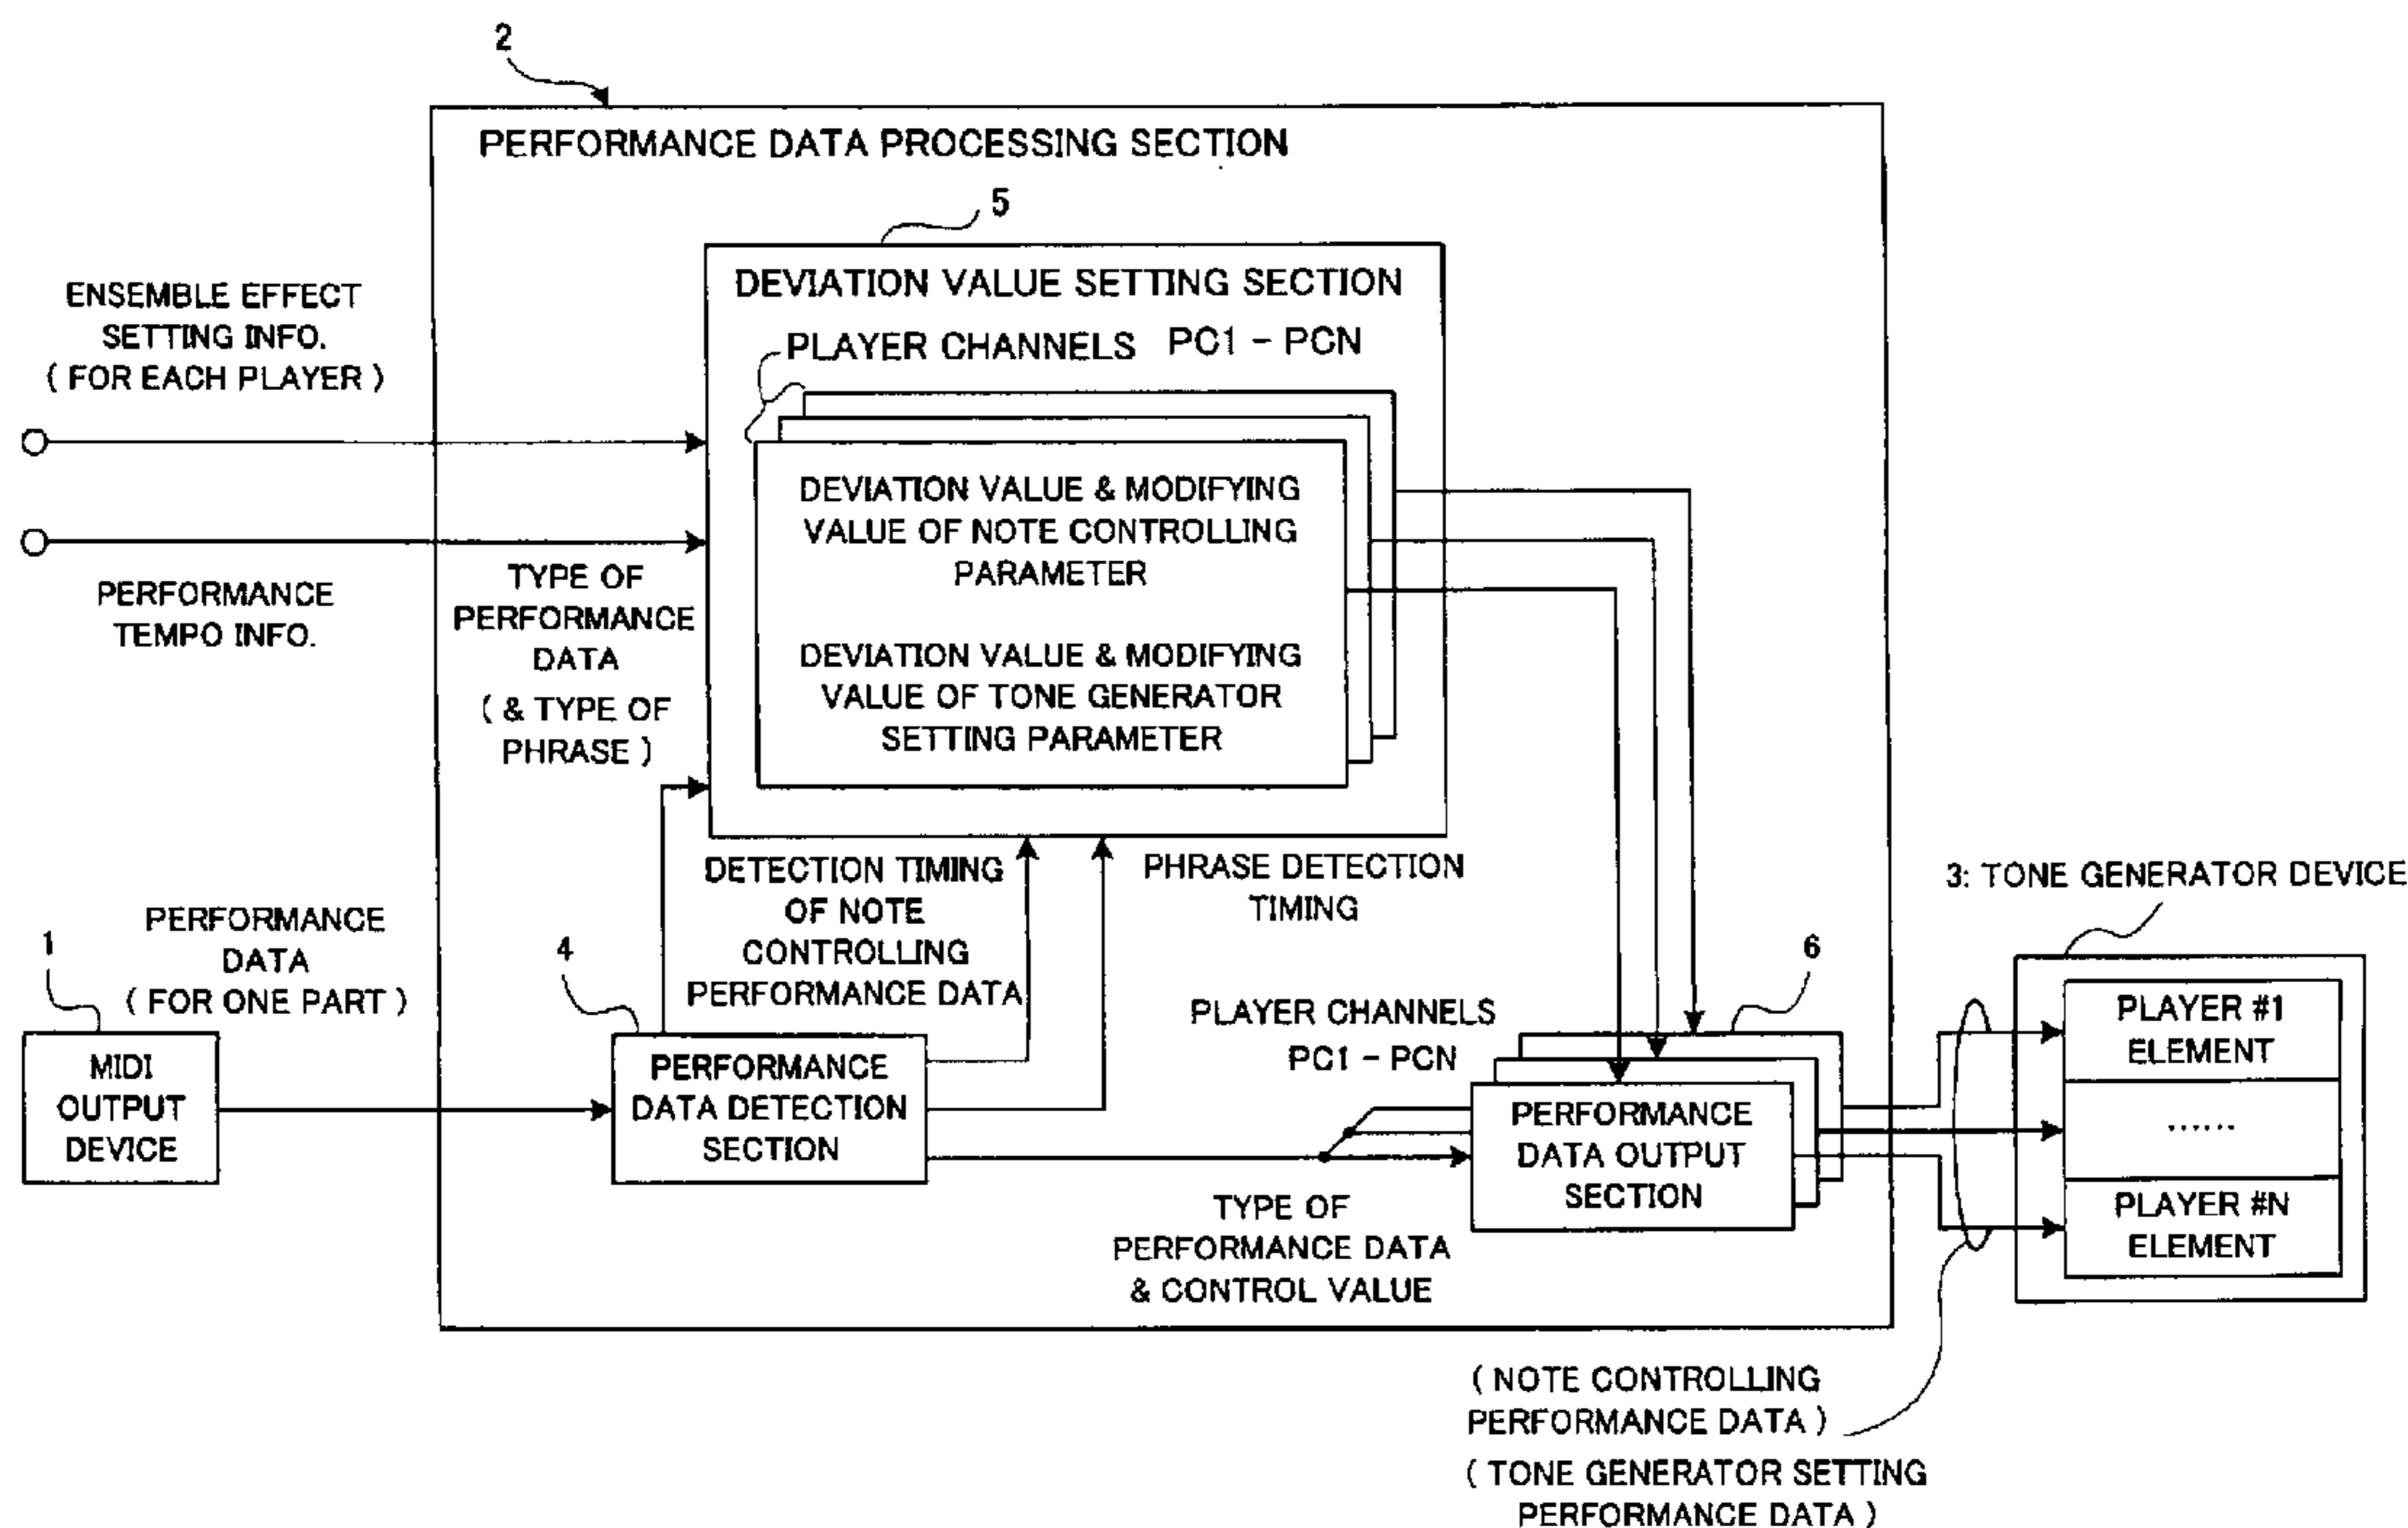 2
PERFORMANCE DATA PROCESSING SECTION
5
DEVIATION VALUE SETTING SECTION
PLAYER CHANNELS PC1 - PCN
ENSEMBLE EFFECT
SETTING INFO.
( FOR EACH PLAYER )
PERFORMANCE
TEMPO INFO.
TYPE OF
PERFORMANCE
DATA
( & TYPE OF
PHRASE )
DEVIATION VALUE & MODIFYING
VALUE OF NOTE CONTROLLING
PARAMETER
DEVIATION VALUE & MODIFYING
VALUE OF TONE GENERATOR
SETTING PARAMETER
DETECTION TIMING
OF NOTE
CONTROLLING
PERFORMANCE DATA
PHRASE DETECTION
TIMING
3: TONE GENERATOR DEVICE
1
PERFORMANCE
DATA
( FOR ONE PART )
MIDI
OUTPUT
DEVICE
4
PERFORMANCE
DATA DETECTION
SECTION
PLAYER CHANNELS
PC1 - PCN
6
PERFORMANCE
DATA OUTPUT
SECTION
TYPE OF
PERFORMANCE DATA
& CONTROL VALUE
PLAYER #1
ELEMENT
......
PLAYER #N
ELEMENT
( NOTE CONTROLLING
PERFORMANCE DATA )
( TONE GENERATOR SETTING
PERFORMANCE DATA )